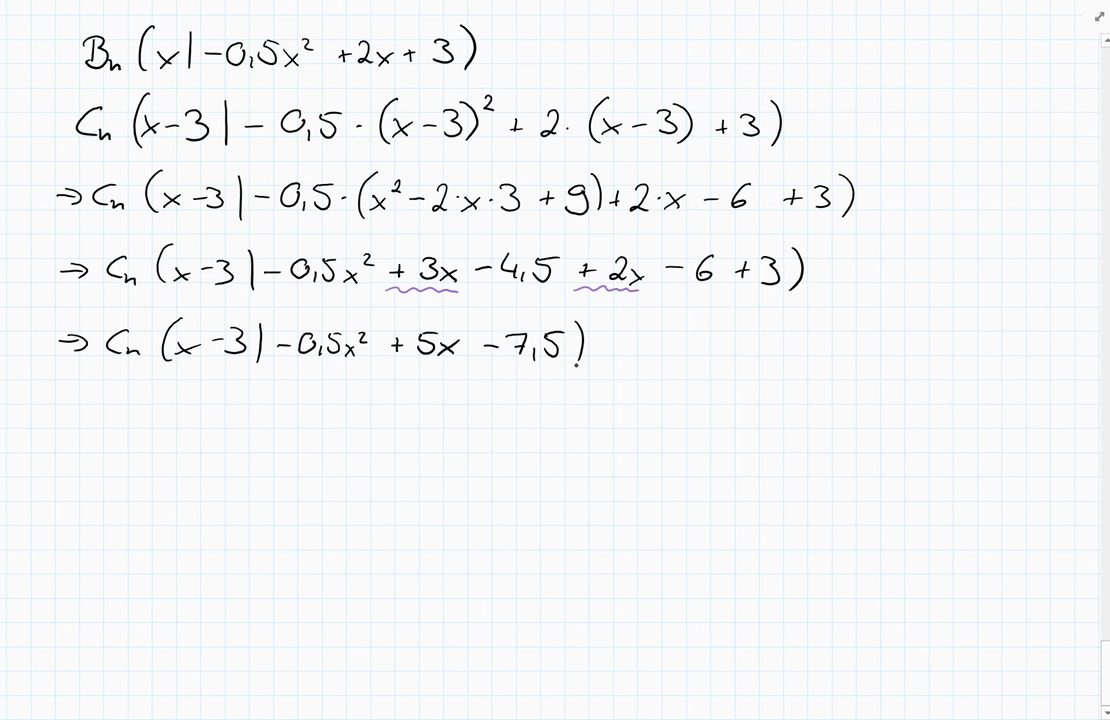 Bn (x|-0,5x² +2x+3)
Cn (x-3|-0,5·(x-3)²+2·(x-3)+3)
⇒Cn (x-3|-0,5·(x²-2·x·3+9)+2·x-6+3)
⇒Cn (x-3|-0,5x²+3x-4,5+2x-6+3)
⇒Cn (x-3|-0,5x²+5x-7,5)